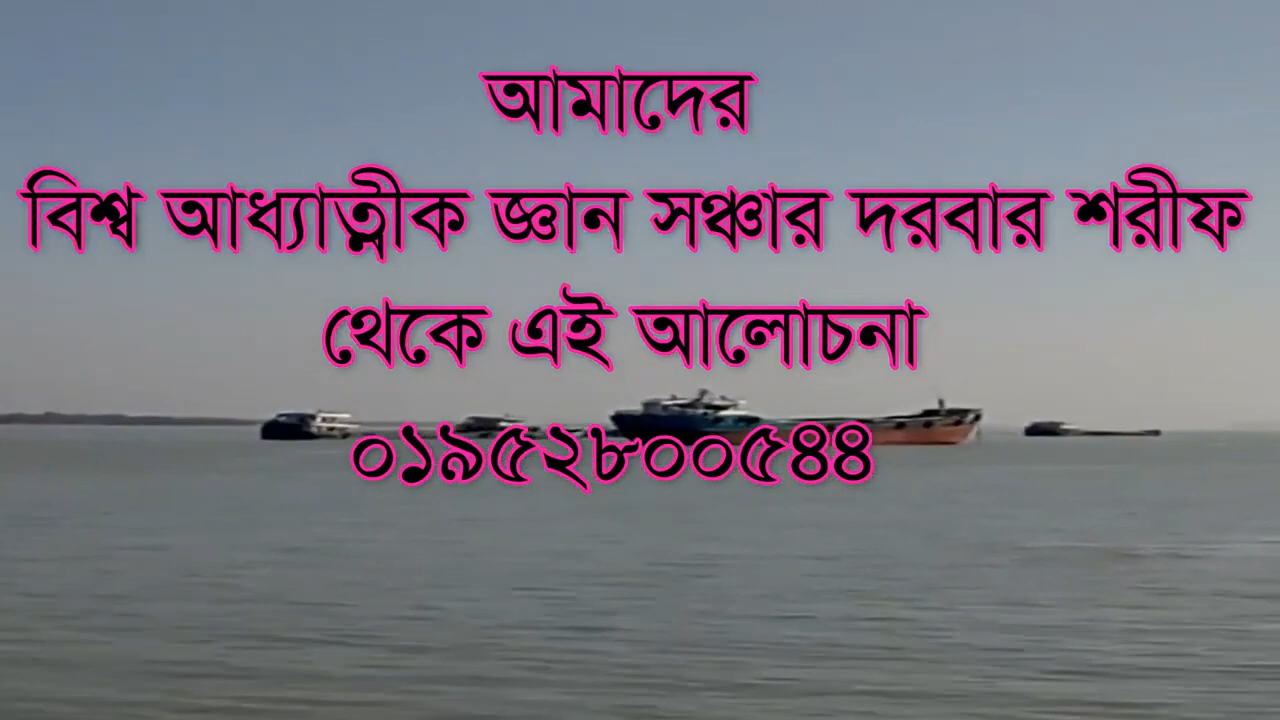 আমাদের
বিশ্ব আধ্যাত্নীক জ্ঞান সঞ্চার দরবার শরীফ
থেকে এই আলোচনা
০১৯৫২৮০০৫৪৪